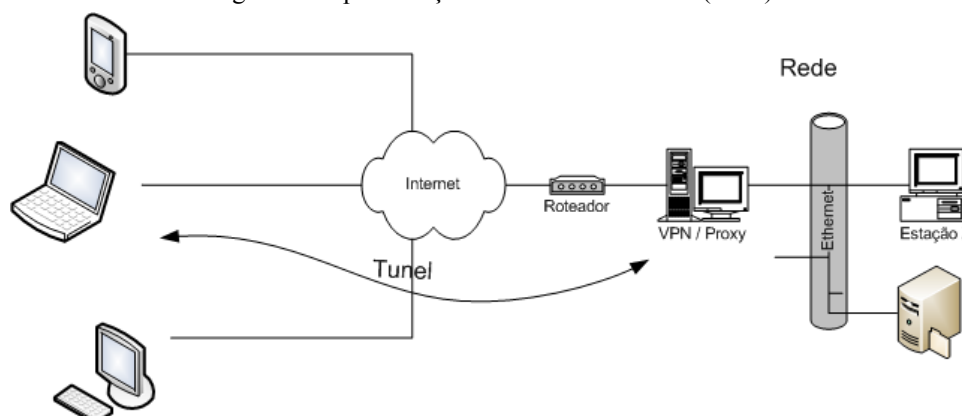 Rede
Internet
Roteador
VPN / Proxy
Ethernet
Estação
Tunel